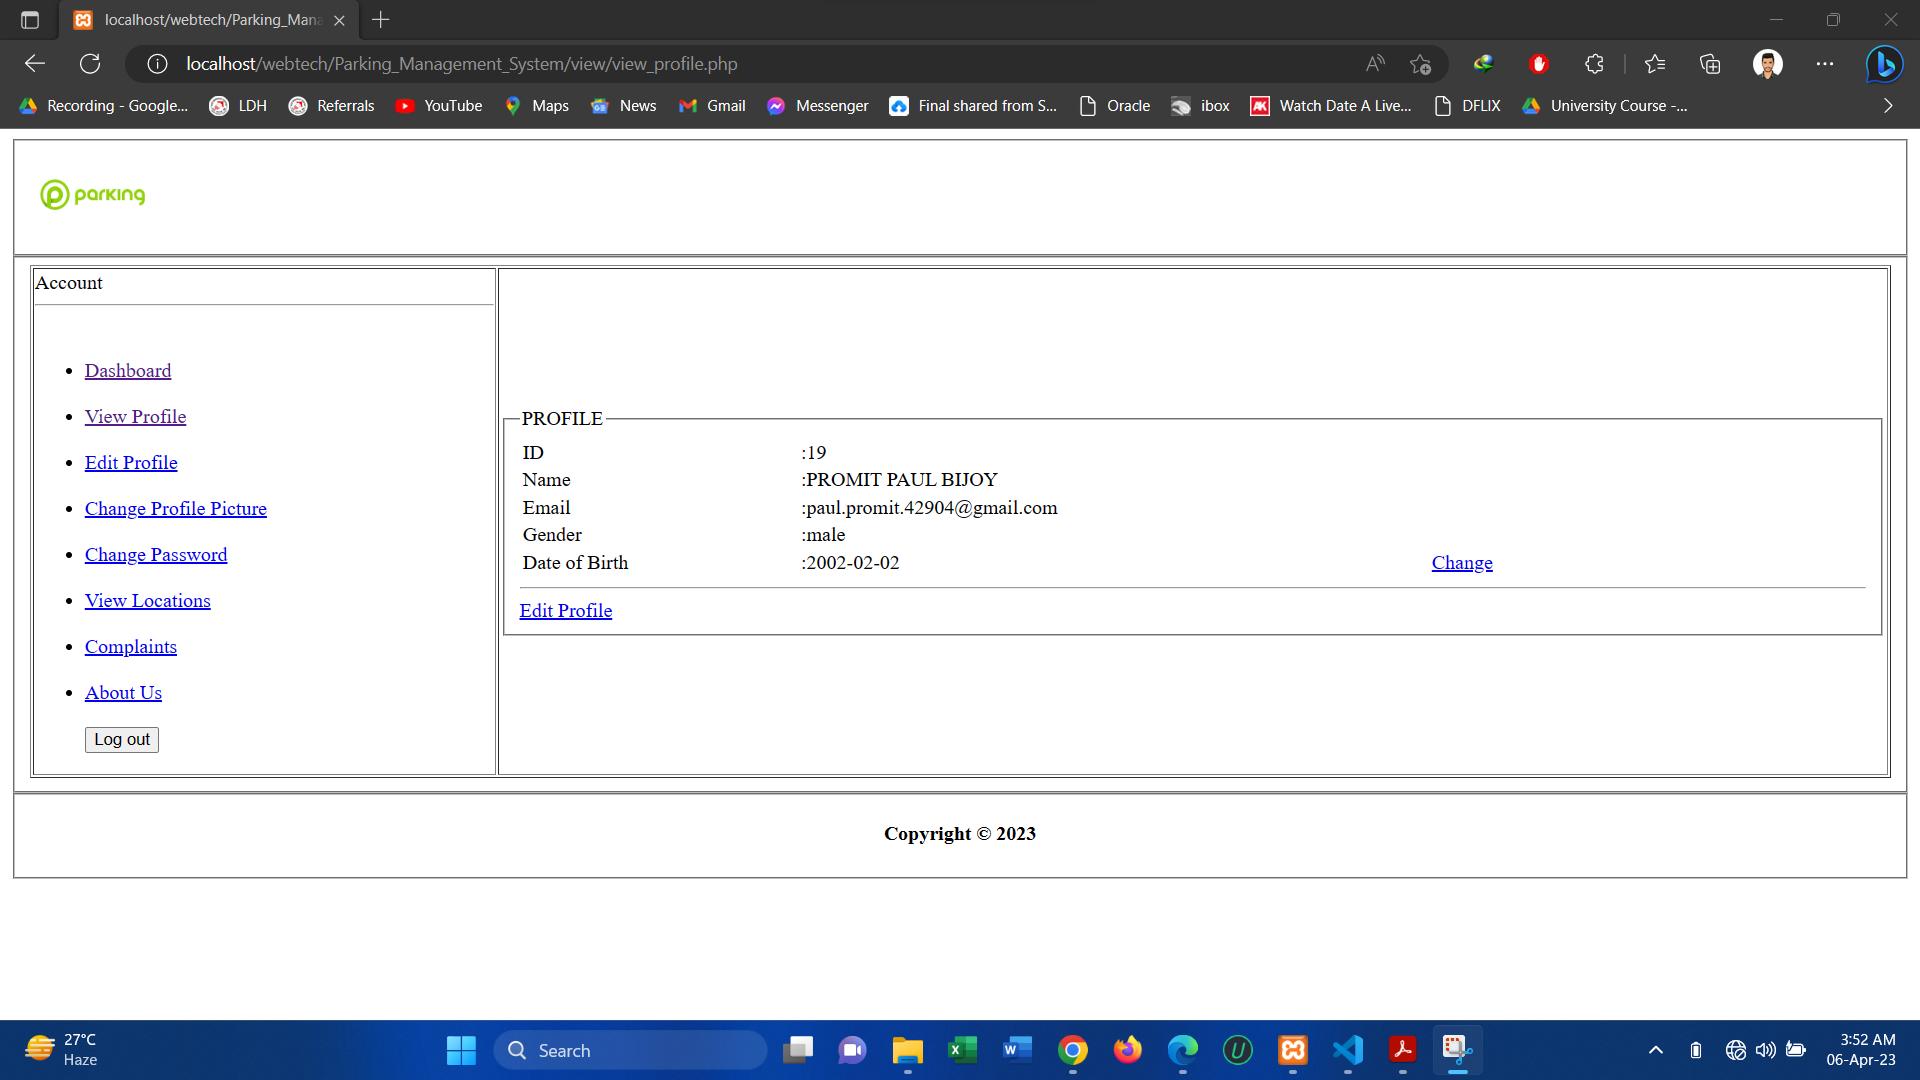 localhost/webtech/Parking_Mana
localhost/webtech/Parking_Management_System/view/view_profile.php
Recording - Google... LDH Referrals YouTube Maps News Gmail Messenger Final shared from S... Oracle ibox Watch Date A Live... DFLIX University Course -...
parking
Account
Dashboard
View Profile
Edit Profile
Change Profile Picture
Change Password
View Locations
Complaints
About Us
Log out
PROFILE
ID :19
Name :PROMIT PAUL BIJOY
Email :paul.promit.42904@gmail.com
Gender :male
Date of Birth :2002-02-02 Change
Edit Profile
Copyright © 2023
27°C
Haze
Search
3:52 AM
06-Apr-23